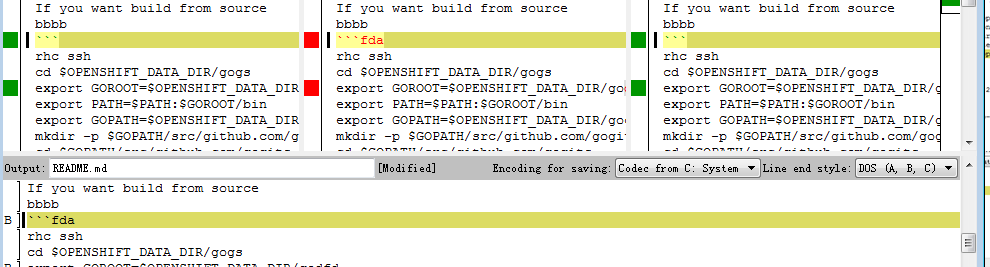 If you want build from source
bbbb
```
rhc ssh
cd $OPENSHIFT_DATA_DIR/gogs
export GOROOT=$OPENSHIFT_DATA_DIR
export PATH=$PATH:$GOROOT/bin
export GOPATH=$OPENSHIFT_DATA_DIR
mkdir -p $GOPATH/src/github.com/g
If you want build from source
bbbb
```fda
rhc ssh
cd $OPENSHIFT_DATA_DIR/gogs
export GOROOT=$OPENSHIFT_DATA_DIR/go
export PATH=$PATH:$GOROOT/bin
export GOPATH=$OPENSHIFT_DATA_DIR/g
mkdir -p $GOPATH/src/github.com/gogi
If you want build from source
bbbb
```
rhc ssh
cd $OPENSHIFT_DATA_DIR/gogs
export GOROOT=$OPENSHIFT_DATA_DIR/g
export PATH=$PATH:$GOROOT/bin
export GOPATH=$OPENSHIFT_DATA_DIR/
mkdir -p $GOPATH/src/github.com/gog
Output: README.md [Modified] Encoding for saving: Codec from C: System Line end style: DOS (A, B, C)
If you want build from source
bbbb
B ```fda
rhc ssh
cd $OPENSHIFT_DATA_DIR/gogs